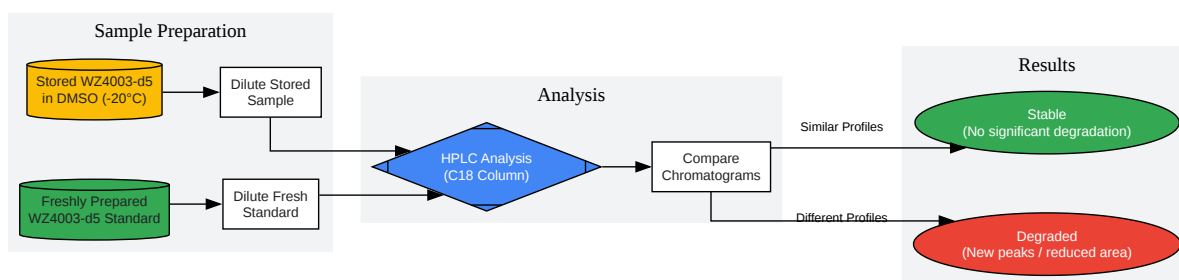 Sample Preparation
Stored WZ4003-d5
in DMSO (-20°C)
Dilute Stored
Sample
Freshly Prepared
WZ4003-d5 Standard
Dilute Fresh
Standard
Analysis
HPLC Analysis
(C18 Column)
Compare
Chromatograms
Similar Profiles
Different Profiles
Results
Stable
(No significant degradation)
Degraded
(New peaks / reduced area)